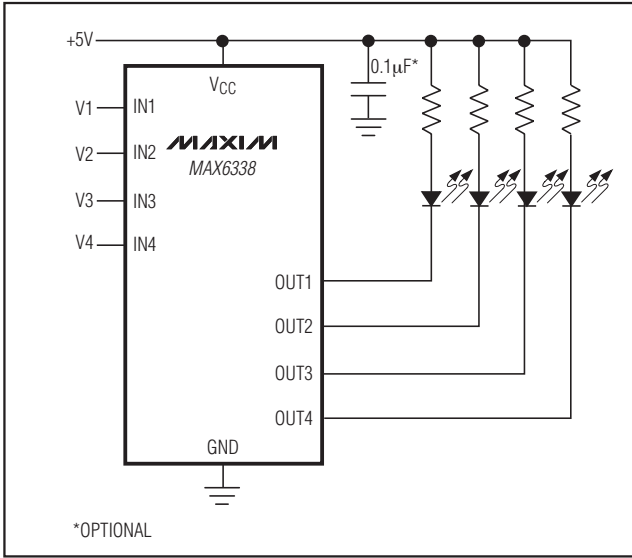 +5V
0.1µF*
VCC
V1
IN1
MAXIM
MAX6338
V2
IN2
V3
IN3
V4
IN4
OUT1
OUT2
OUT3
OUT4
GND
*OPTIONAL